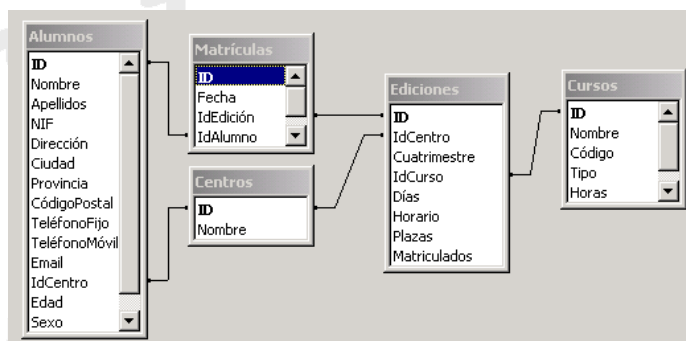 Alumnos
ID
Nombre
Apellidos
NIF
Dirección
Ciudad
Provincia
CódigoPostal
TeléfonoFijo
TeléfonoMóvil
Email
IdCentro
Edad
Sexo
Matrículas
ID
Fecha
IdEdición
IdAlumno
Centros
ID
Nombre
Ediciones
ID
IdCentro
Cuatrimestre
IdCurso
Días
Horario
Plazas
Matriculados
Cursos
ID
Nombre
Código
Tipo
Horas